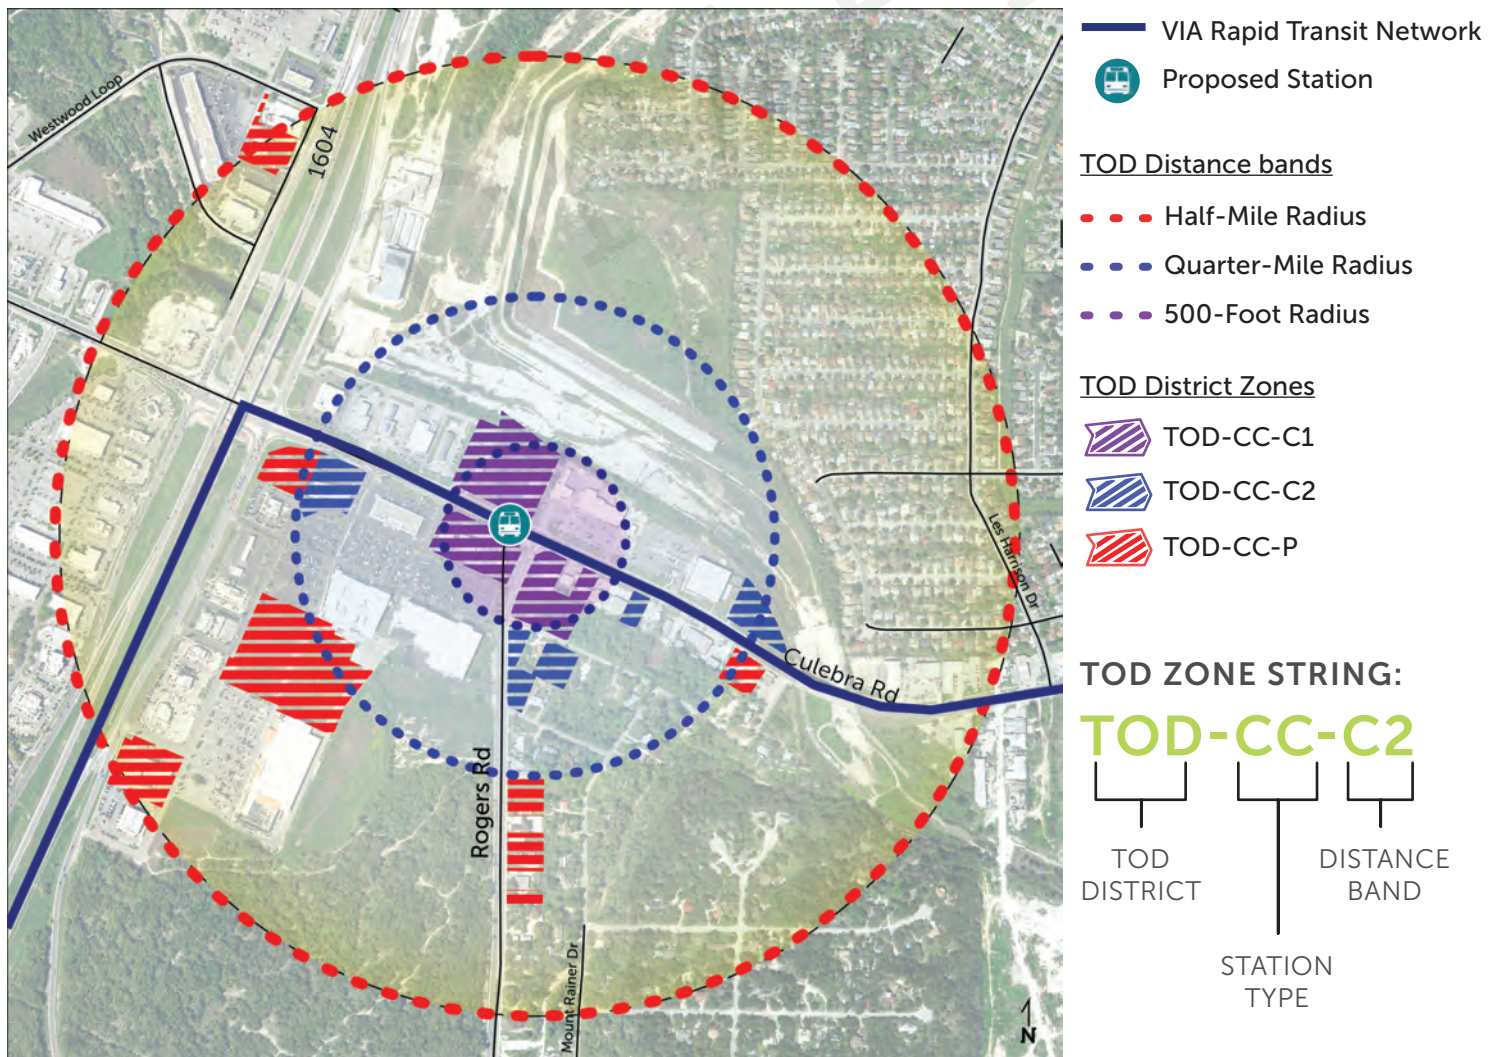 Westwood Loop
1604
Culebra Rd
Les Harrison Dr
Rogers Rd
Mount Rainer Dr
N
VIA Rapid Transit Network
Proposed Station
TOD Distance bands
Half-Mile Radius
Quarter-Mile Radius
500-Foot Radius
TOD District Zones
TOD-CC-C1
TOD-CC-C2
TOD-CC-P
TOD ZONE STRING:
TOD-CC-C2
TOD
DISTRICT
DISTANCE
BAND
STATION
TYPE